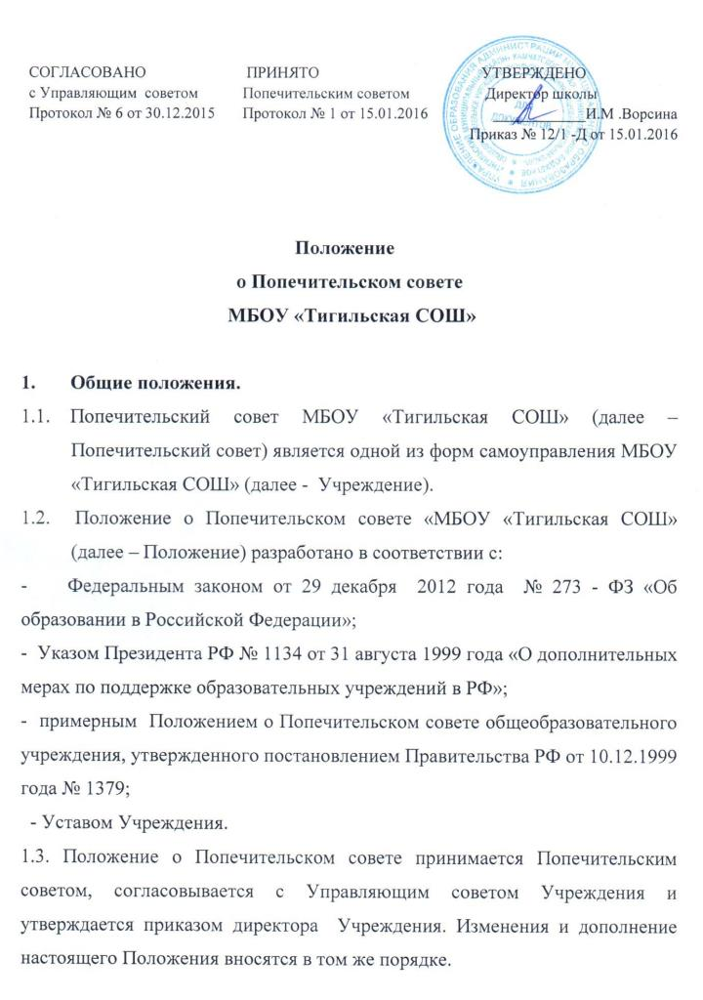 СОГЛАСОВАНО ПРИНЯТО УТВЕРЖДЕНО
с Управляющим советом Попечительским советом Директор школы
Протокол № 6 от 30.12.2015 Протокол № 1 от 15.01.2016 И.М .Ворсина
Приказ № 12/1 -Д от 15.01.2016
УПРАВЛЕНИЕ ОБРАЗОВАНИЯ АДМИНИСТРАЦИИ
ДЛЯ
ДОКУМЕНТОВ
Положение
о Попечительском совете
МБОУ «Тигильская СОШ»
1. Общие положения.
1.1. Попечительский совет МБОУ «Тигильская СОШ» (далее –
Попечительский совет) является одной из форм самоуправления МБОУ
«Тигильская СОШ» (далее - Учреждение).
1.2. Положение о Попечительском совете «МБОУ «Тигильская СОШ»
(далее – Положение) разработано в соответствии с:
- Федеральным законом от 29 декабря 2012 года № 273 - ФЗ «Об
образовании в Российской Федерации»;
- Указом Президента РФ № 1134 от 31 августа 1999 года «О дополнительных
мерах по поддержке образовательных учреждений в РФ»;
- примерным Положением о Попечительском совете общеобразовательного
учреждения, утвержденного постановлением Правительства РФ от 10.12.1999
года № 1379;
- Уставом Учреждения.
1.3. Положение о Попечительском совете принимается Попечительским
советом, согласовывается с Управляющим советом Учреждения и
утверждается приказом директора Учреждения. Изменения и дополнение
настоящего Положения вносятся в том же порядке.